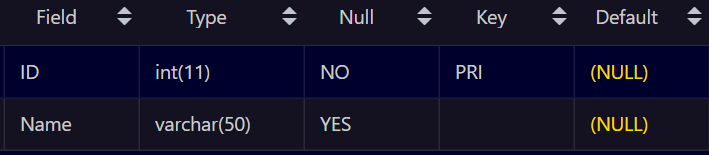 Field Type Null Key Default
ID int(11) NO PRI (NULL)
Name varchar(50) YES (NULL)